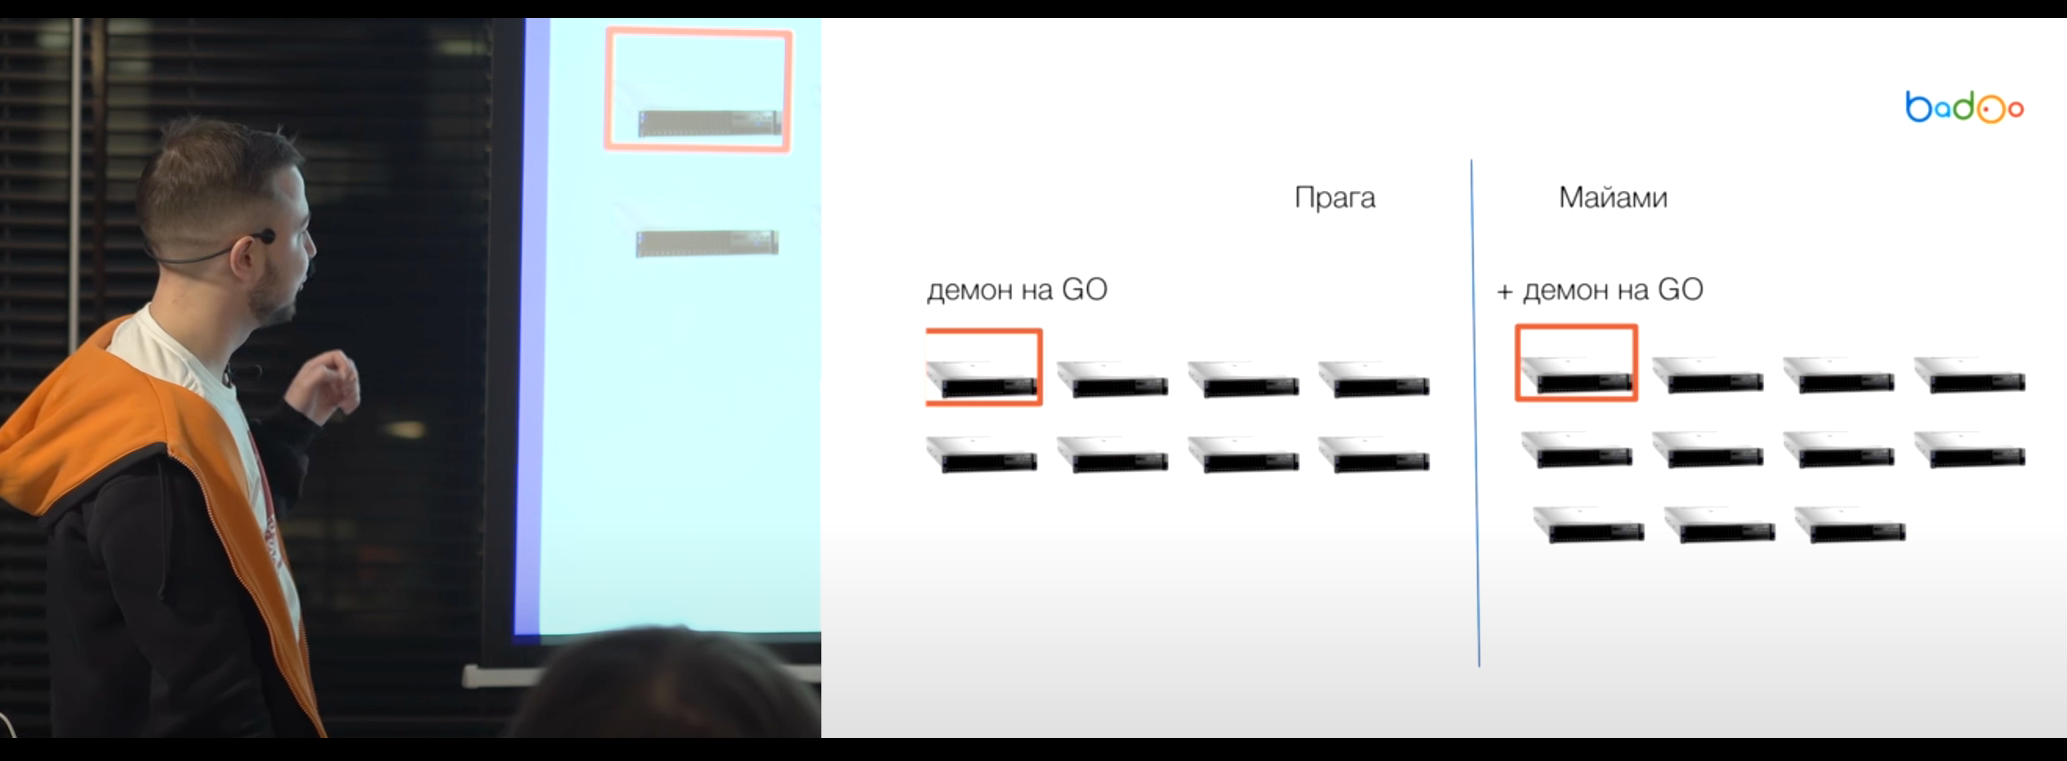 badoo
Прага
Майами
демон на GO
+ демон на GO